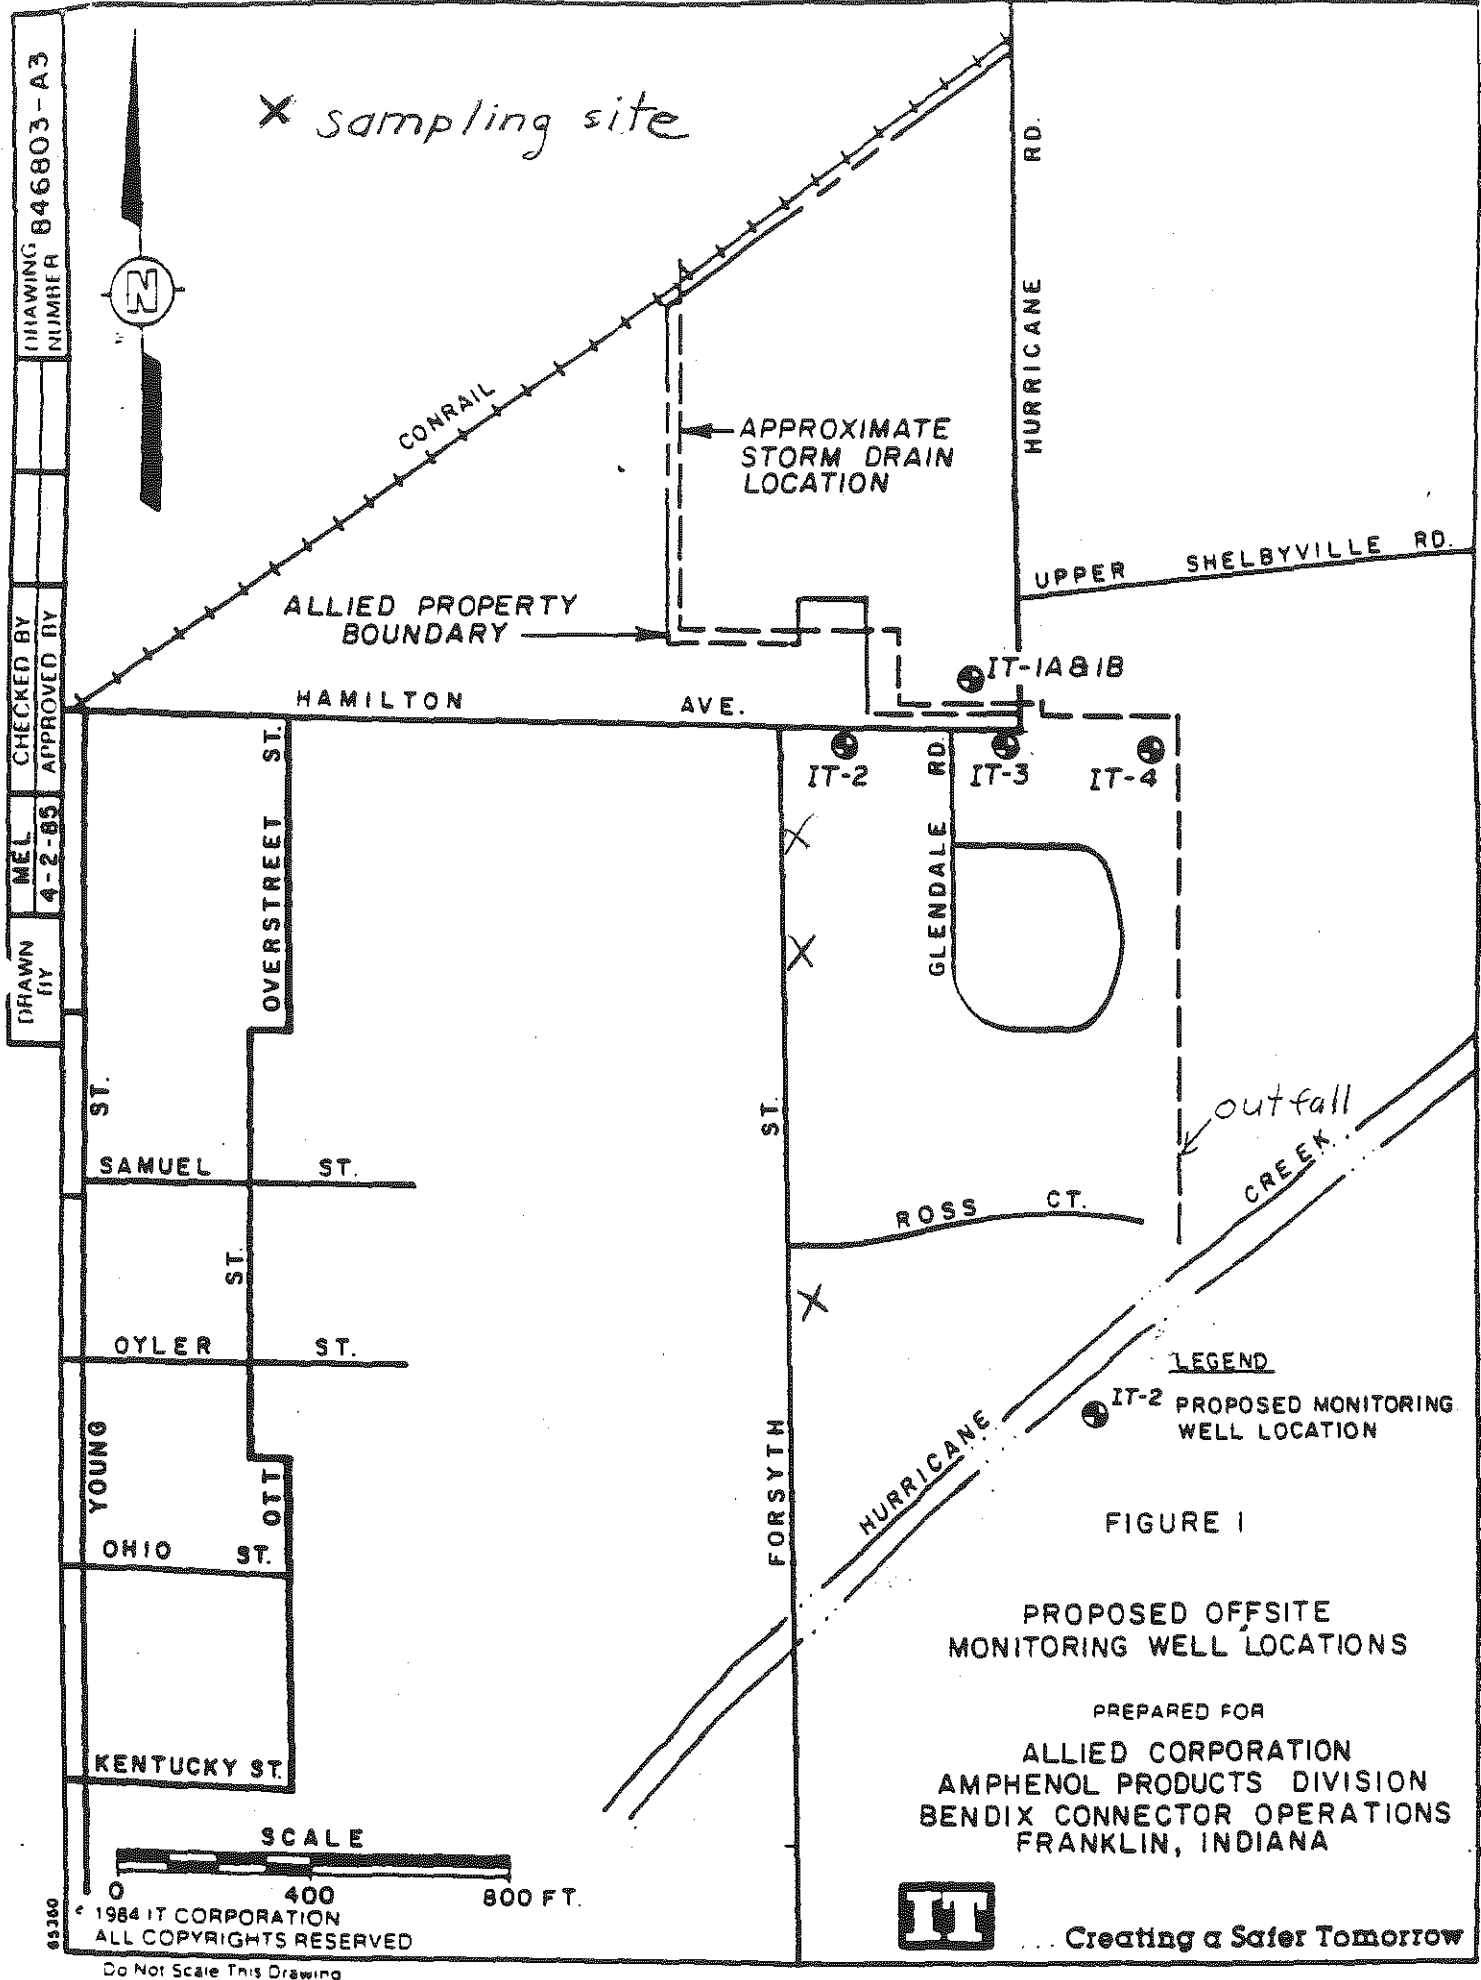 DRAWING NUMBER 846803-A3
CHECKED BY
APPROVED BY
MEL
4-2-85
DRAWN BY
X sampling site
N
CONRAIL
HURRICANE RD.
APPROXIMATE
STORM DRAIN
LOCATION
UPPER SHELBYVILLE RD.
ALLIED PROPERTY
BOUNDARY
IT-1A&1B
HAMILTON AVE.
IT-2
IT-3
IT-4
OVERSTREET ST.
GLENDALE RD.
YOUNG ST.
FORSYTH ST.
outfall
SAMUEL ST.
ROSS CT.
HURRICANE CREEK
OTT ST.
OYLER ST.
OHIO ST.
KENTUCKY ST.
LEGEND
IT-2 PROPOSED MONITORING
WELL LOCATION
FIGURE 1
PROPOSED OFFSITE
MONITORING WELL LOCATIONS
PREPARED FOR
ALLIED CORPORATION
AMPHENOL PRODUCTS DIVISION
BENDIX CONNECTOR OPERATIONS
FRANKLIN, INDIANA
SCALE
0 400 800 FT.
65360
© 1984 IT CORPORATION
ALL COPYRIGHTS RESERVED
Do Not Scale This Drawing
IT
... Creating a Safer Tomorrow